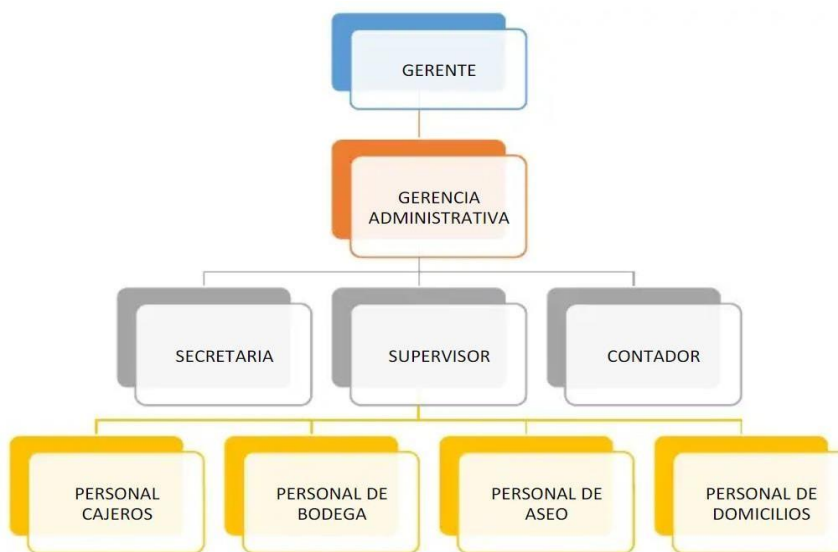 GERENTE
GERENCIA
ADMINISTRATIVA
SECRETARIA
SUPERVISOR
CONTADOR
PERSONAL
CAJEROS
PERSONAL DE
BODEGA
PERSONAL DE
ASEO
PERSONAL DE
DOMICILIOS